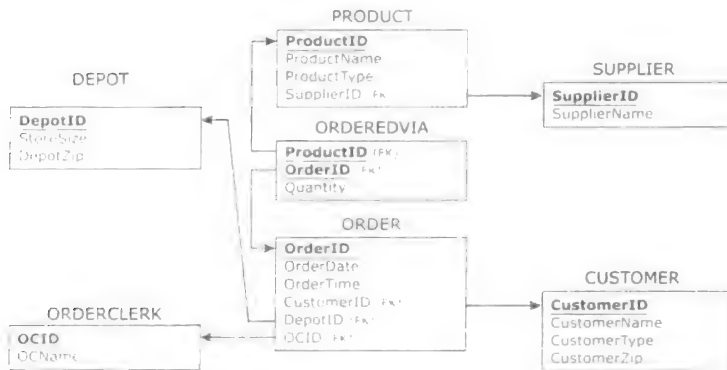 PRODUCT
ProductID
ProductName
ProductType
SupplierID (FK)
DEPOT
DepotID
StoreSize
DepotZip
SUPPLIER
SupplierID
SupplierName
ORDEREDVIA
ProductID (FK)
OrderID (FK)
Quantity
ORDER
OrderID
OrderDate
OrderTime
CustomerID (FK)
DepotID (FK)
OCID (FK)
ORDERCLERK
OCID
OCName
CUSTOMER
CustomerID
CustomerName
CustomerType
CustomerZip